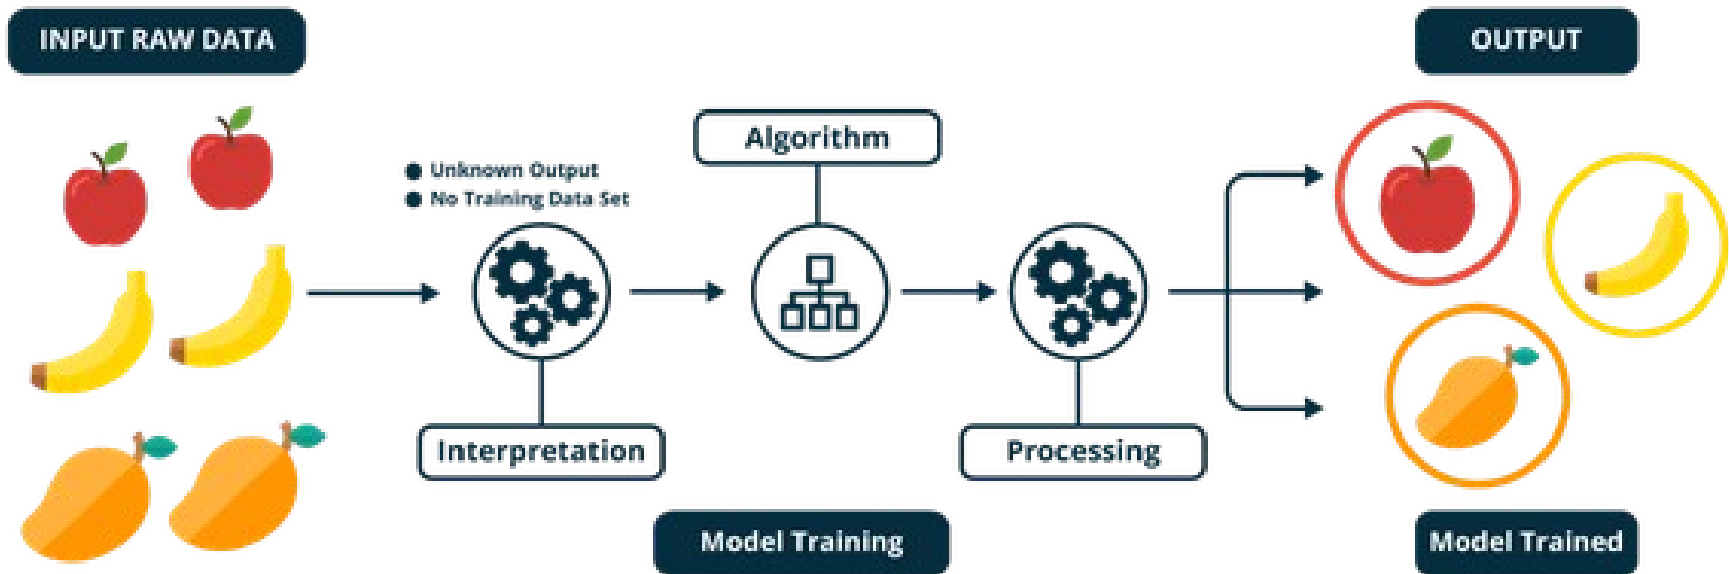 INPUT RAW DATA
OUTPUT
Algorithm
Unknown Output
No Training Data Set
Interpretation
Processing
Model Training
Model Trained